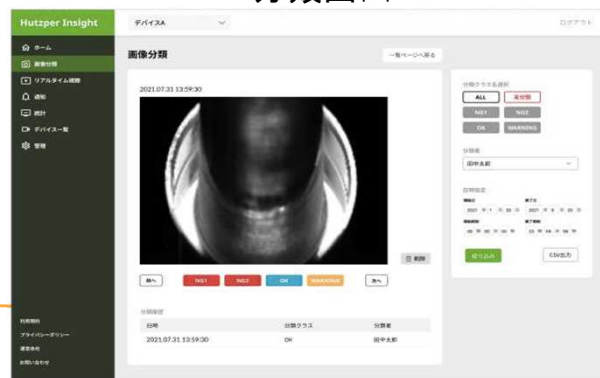 Hutzper Insight
デバイスA
ログアウト
ホーム
画像分類
リアルタイム視聴
通知
統計
デバイス一覧
管理
利用規約
プライバシーポリシー
運営会社
お問い合わせ
画像分類
一覧ページへ戻る
2021.07.31 13:59:30
削除
前へ
NG1
NG2
OK
WARNING
次へ
分類履歴
日時
分類クラス
分類者
2021.07.31 13:59:30
OK
田中太郎
分類クラス名選択
ALL
未分類
NG1
NG2
OK
WARNING
分類者
田中太郎
日時指定
絞り込み
CSV出力